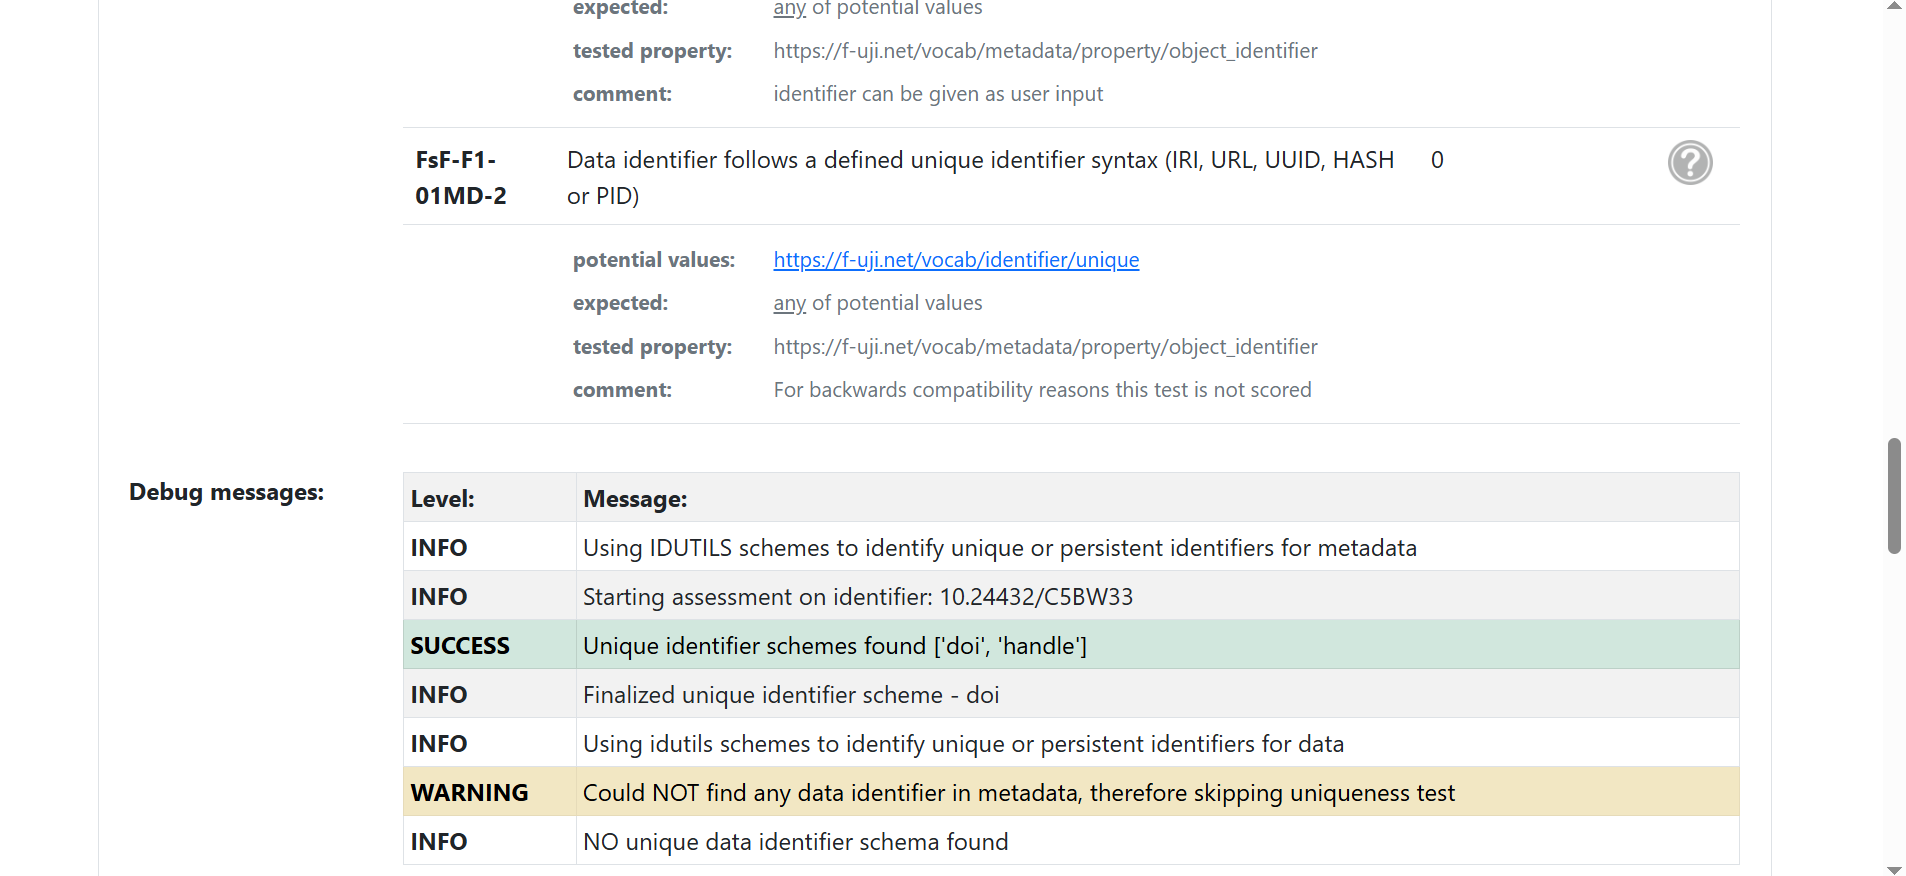 expected: any of potential values
tested property: https://f-uji.net/vocab/metadata/property/object_identifier
comment: identifier can be given as user input
FsF-F1-
01MD-2
Data identifier follows a defined unique identifier syntax (IRI, URL, UUID, HASH
or PID)
0
?
potential values: https://f-uji.net/vocab/identifier/unique
expected: any of potential values
tested property: https://f-uji.net/vocab/metadata/property/object_identifier
comment: For backwards compatibility reasons this test is not scored
Debug messages:
Level: Message:
INFO Using IDUTILS schemes to identify unique or persistent identifiers for metadata
INFO Starting assessment on identifier: 10.24432/C5BW33
SUCCESS Unique identifier schemes found ['doi', 'handle']
INFO Finalized unique identifier scheme - doi
INFO Using idutils schemes to identify unique or persistent identifiers for data
WARNING Could NOT find any data identifier in metadata, therefore skipping uniqueness test
INFO NO unique data identifier schema found